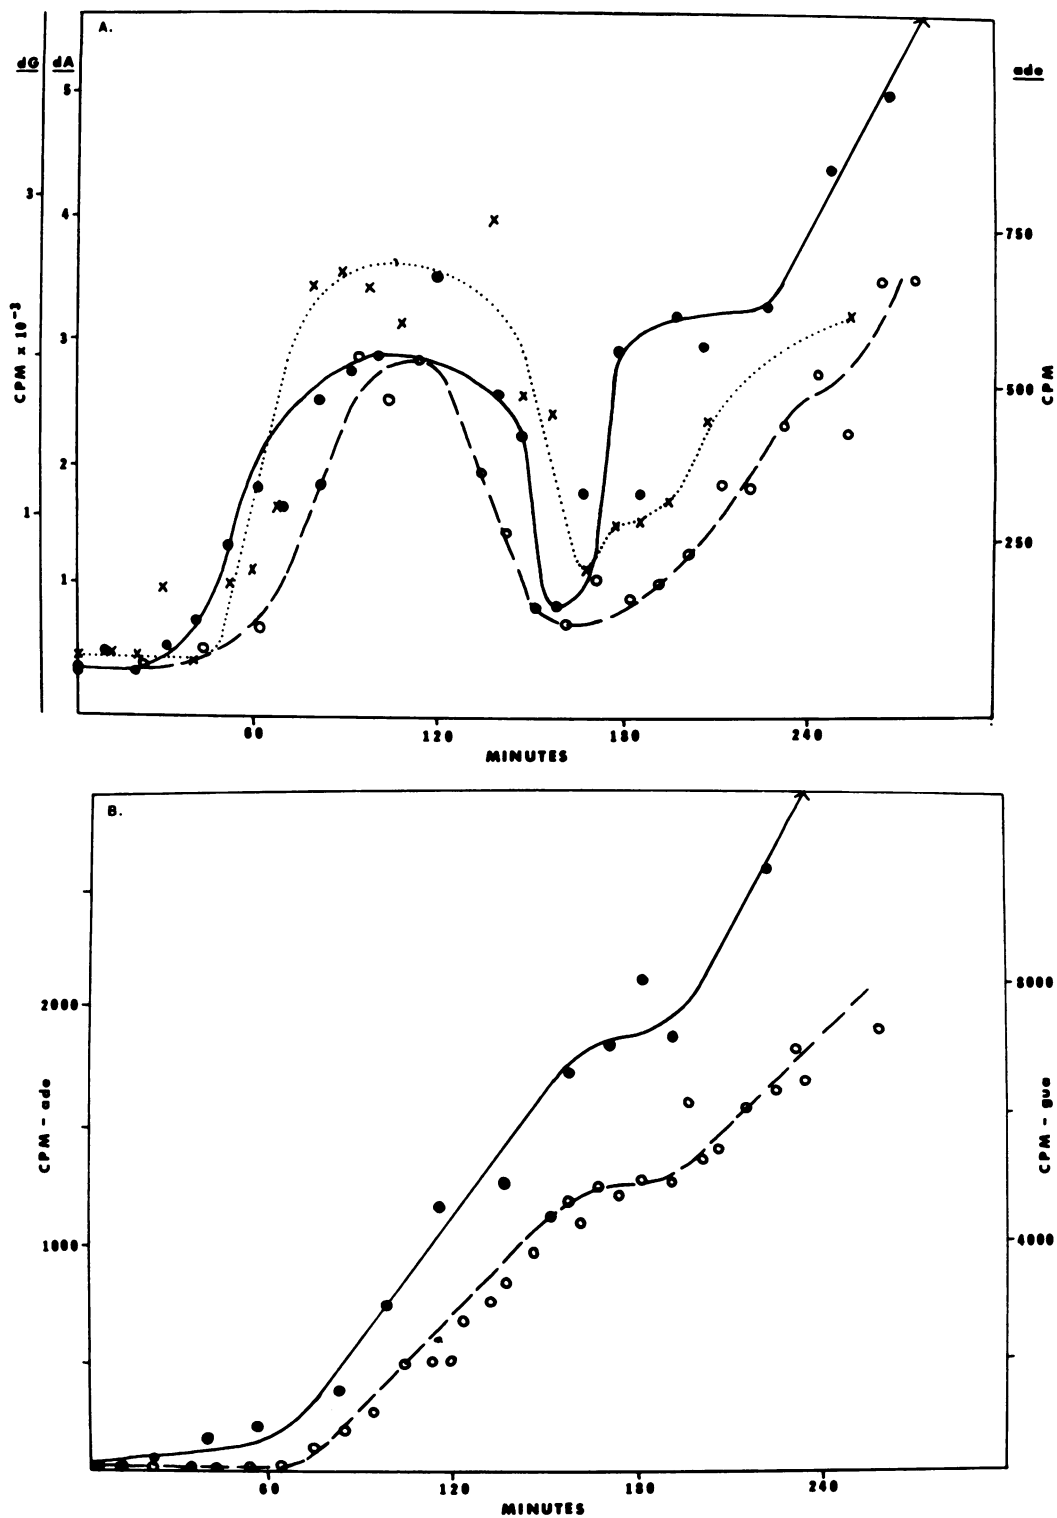 A.
dG dA ade
5
3
4
750
3
CPM x 10⁻³
500
CPM
2
1
250
1
60 120 180 240
MINUTES
B.
2000
8000
CPM - ade
CPM - gua
1000
4000
60 120 180 240
MINUTES